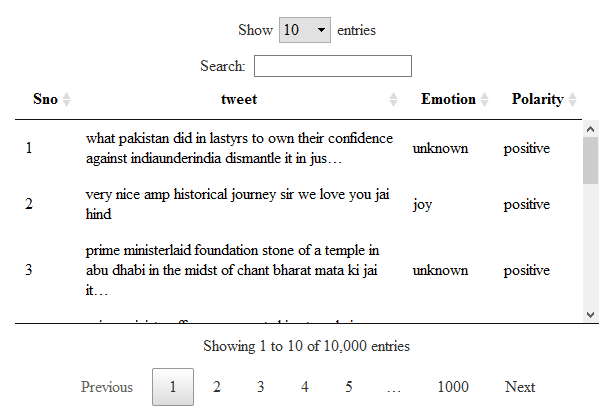 Show 10 entries
Search:
Sno tweet Emotion Polarity
what pakistan did in lastyrs to own their confidence
1 unknown positive
against indiaunderindia dismantle it in jus…
very nice amp historical journey sir we love you jai
2 joy positive
hind
prime ministerlaid foundation stone of a temple in
3 abu dhabi in the midst of chant bharat mata ki jai unknown positive
it…
Showing 1 to 10 of 10,000 entries
Previous 1 2 3 4 5 … 1000 Next